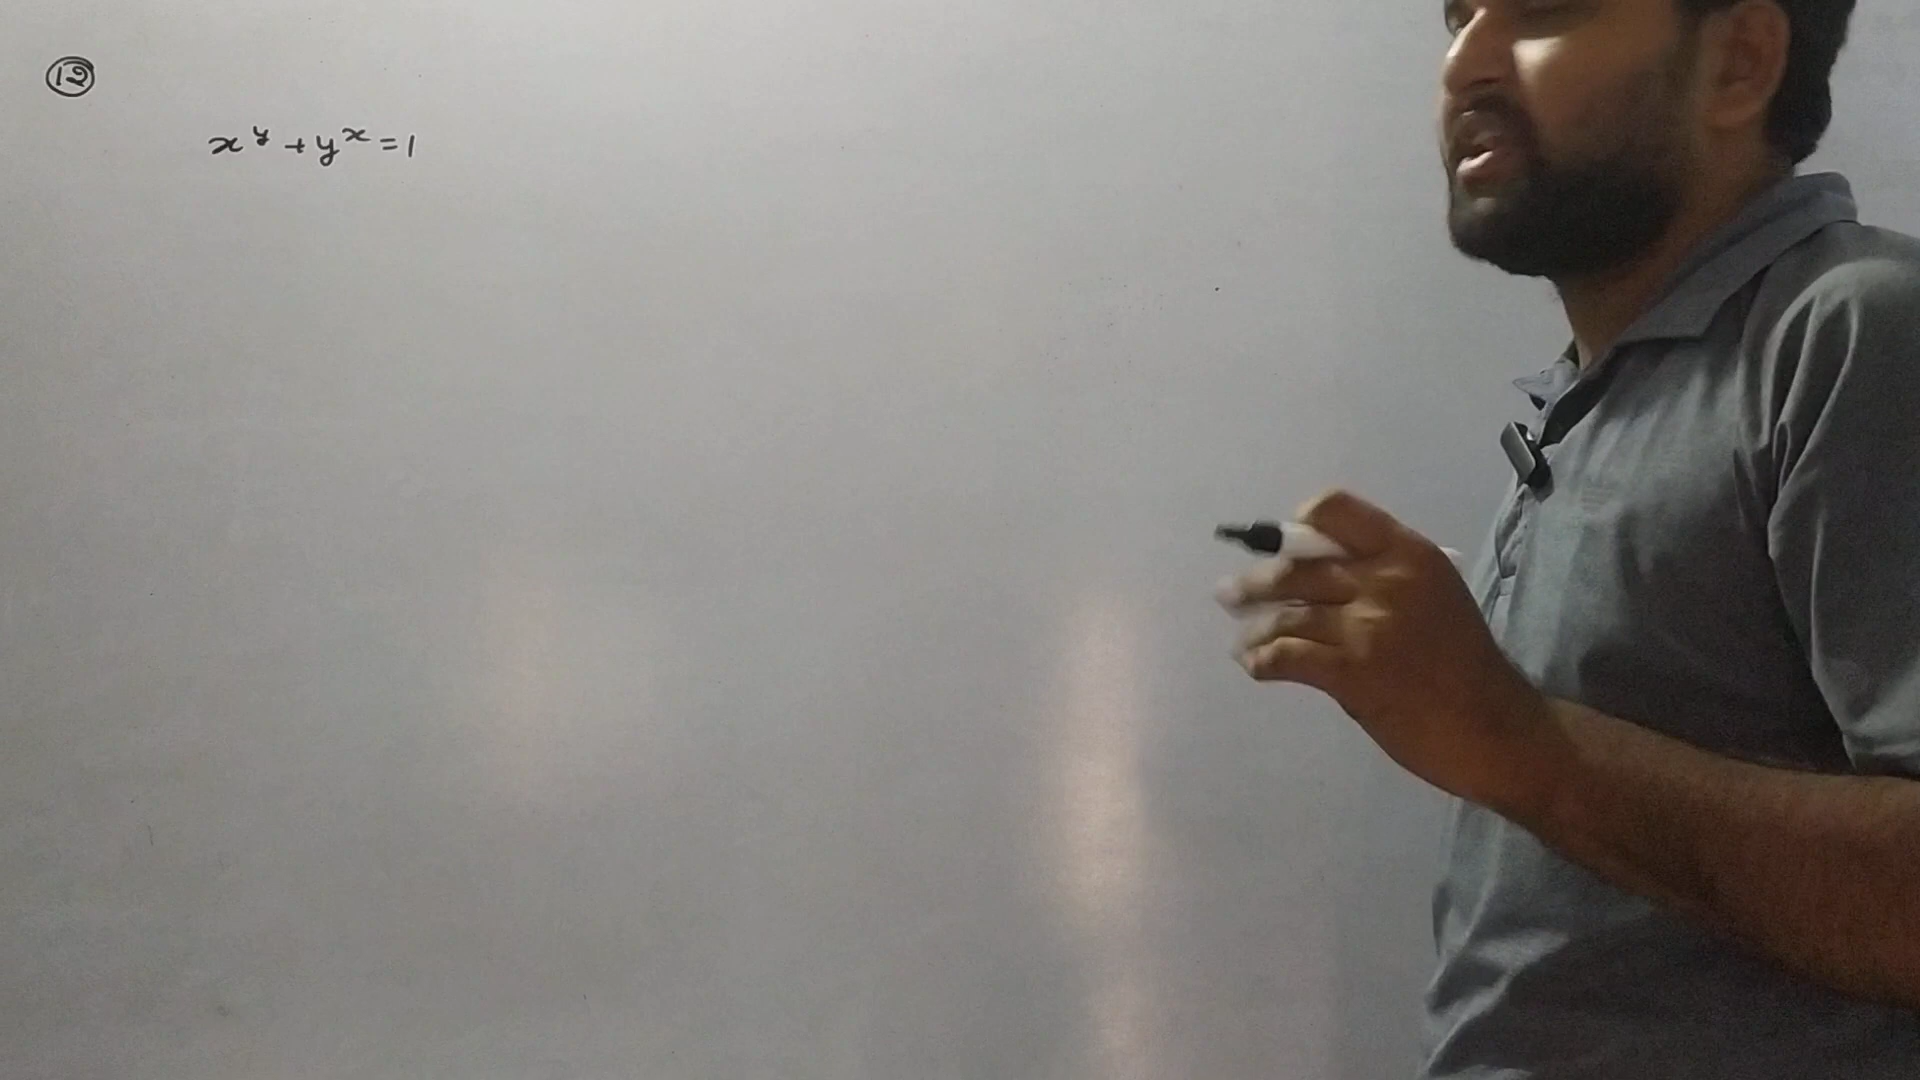 12
x^y + y^x = 1